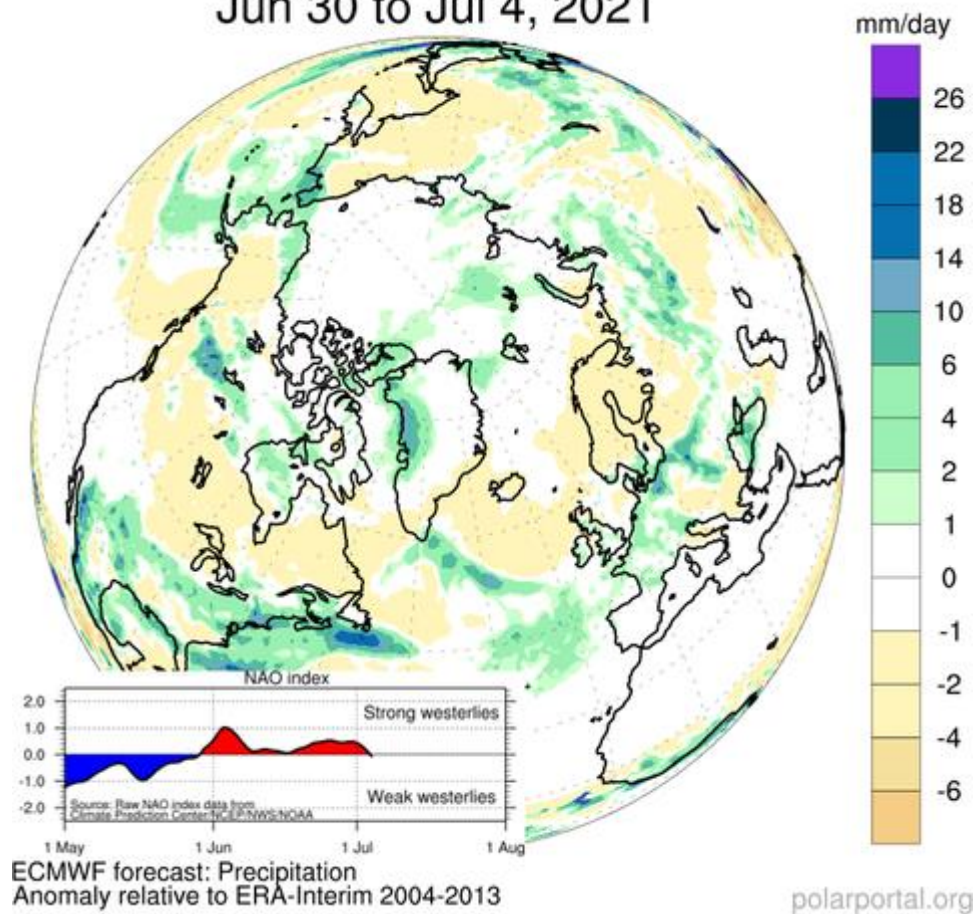 Jun 30 to Jul 4, 2021
mm/day
26
22
18
14
10
6
4
2
1
0
-1
-2
-4
-6
NAO index
2.0
1.0
0.0
-1.0
-2.0
Strong westerlies
Weak westerlies
Source: Raw NAO index data from
Climate Prediction Center/NCEP/NWS/NOAA
1 May
1 Jun
1 Jul
1 Aug
ECMWF forecast: Precipitation
Anomaly relative to ERA-Interim 2004-2013
polarportal.org